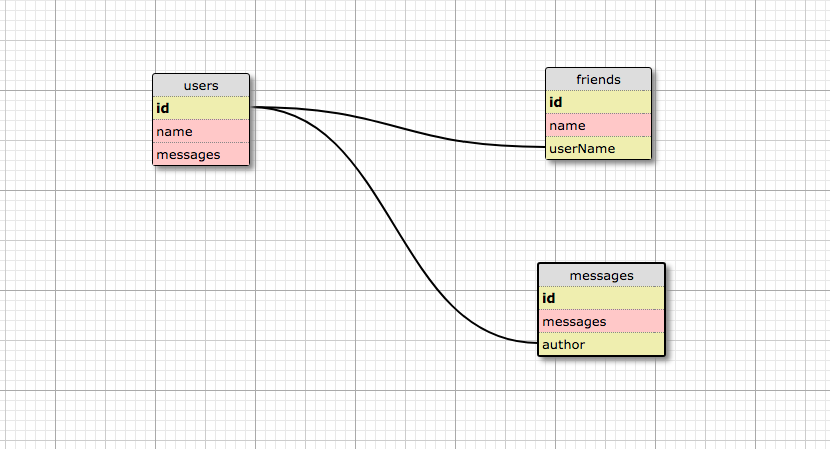 users
id
name
messages
friends
id
name
userName
messages
id
messages
author